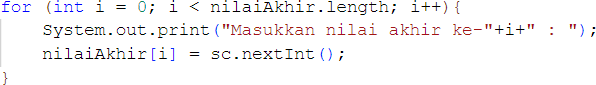 for (int i = 0; i < nilaiAkhir.length; i++){
System.out.print("Masukkan nilai akhir ke-"+i+" : ");
nilaiAkhir[i] = sc.nextInt();
}